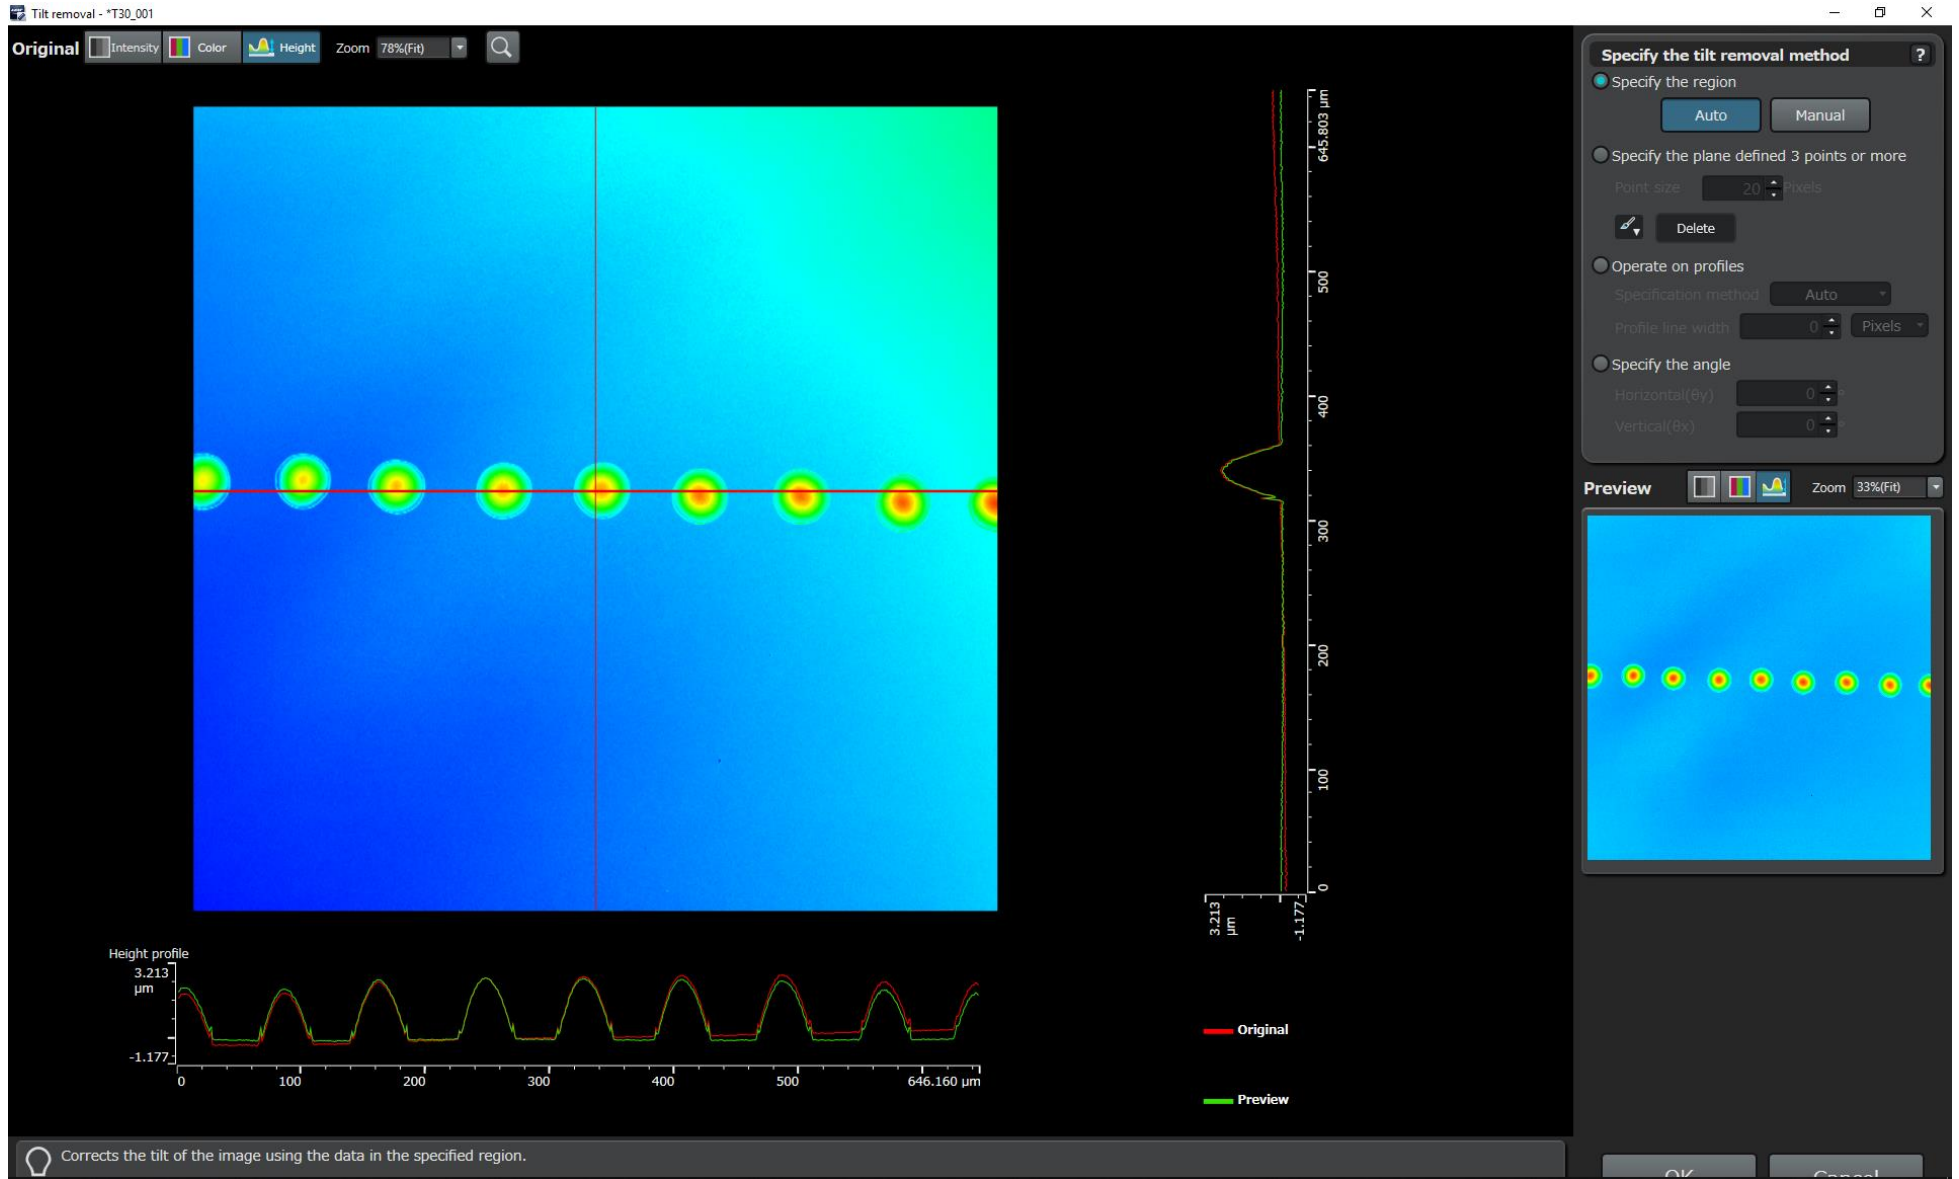 Tilt removal - *T30_001
Original Intensity Color Height Zoom 78%(Fit)
645.803 µm
500
400
300
200
100
0
3.213 µm
-1.177
Height profile
3.213
µm
-1.177
0 100 200 300 400 500 646.160 µm
Original
Preview
Corrects the tilt of the image using the data in the specified region.
Specify the tilt removal method ?
Specify the region
Auto Manual
Specify the plane defined 3 points or more
Point size 20 Pixels
Delete
Operate on profiles
Specification method Auto
Profile line width 0 Pixels
Specify the angle
Horizontal(θy) 0 °
Vertical(θx) 0 °
Preview Zoom 33%(Fit)
OK Cancel